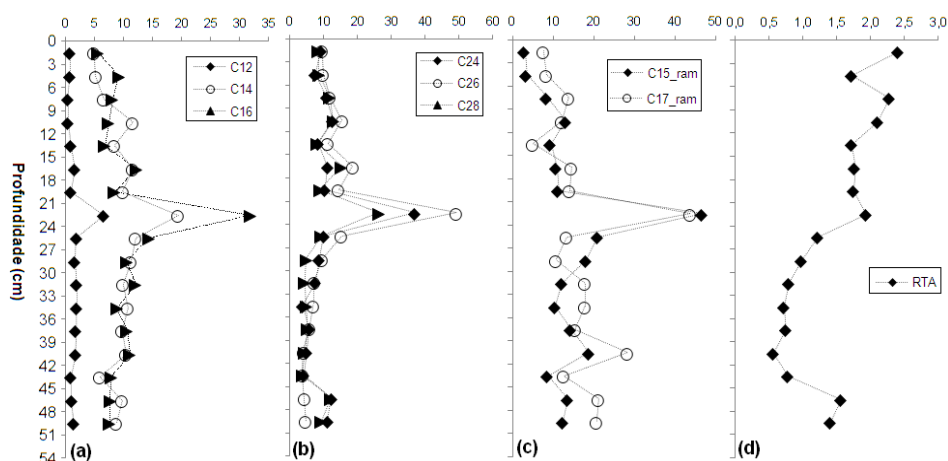 0 5 10 15 20 25 30 35
0 10 20 30 40 50 60
0 10 20 30 40 50
0,0 0,5 1,0 1,5 2,0 2,5 3,0
Profundidade (cm)
0
3
6
9
12
15
18
21
24
27
30
33
36
39
42
45
48
51
54
C12
C14
C16
C24
C26
C28
C15_ram
C17_ram
RTA
(a)
(b)
(c)
(d)